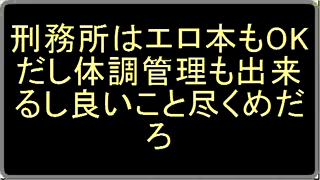 刑務所はエロ本もOK
だし体調管理も出来
るし良いこと尽くめだ
ろ